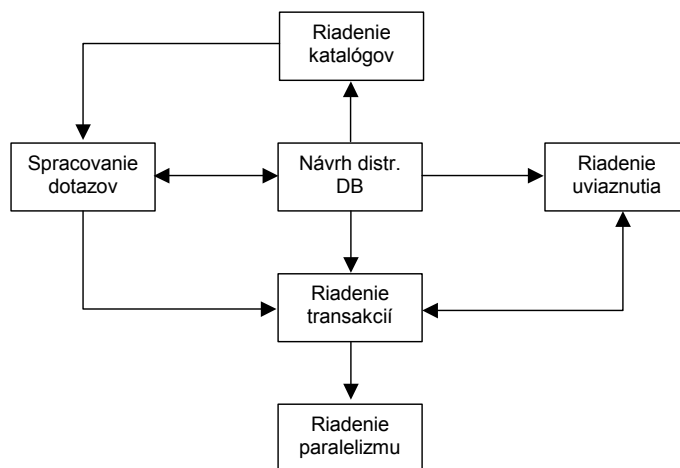 Riadenie
katalógov
Spracovanie
dotazov
Návrh distr.
DB
Riadenie
uviaznutia
Riadenie
transakcií
Riadenie
paralelizmu